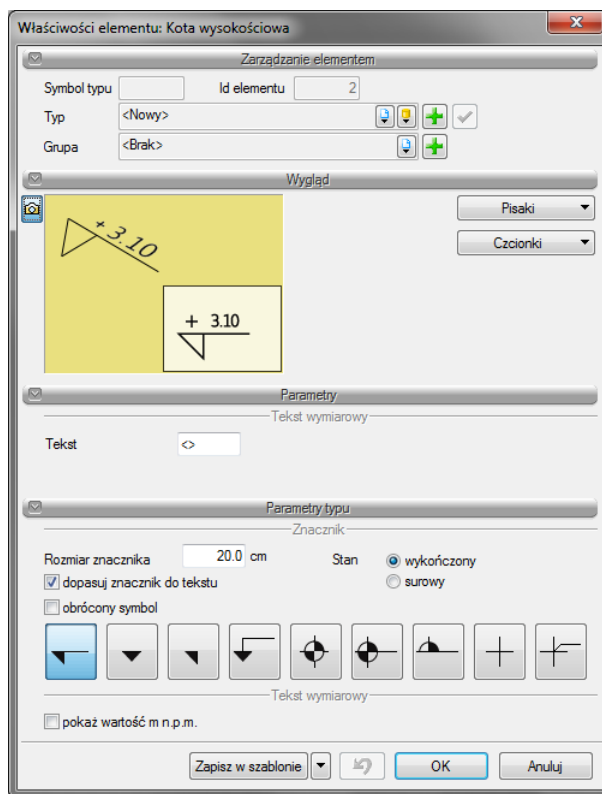 Właściwości elementu: Kota wysokościowa
Zarządzanie elementem
Symbol typu Id elementu 2
Typ <Nowy>
Grupa <Brak>
Wygląd
+ 3.10
Pisaki
Czcionki
+ 3.10
Parametry
Tekst wymiarowy
Tekst <>
Parametry typu
Znacznik
Rozmiar znacznika 20.0 cm Stan wykończony
dopasuj znacznik do tekstu surowy
obrócony symbol
Tekst wymiarowy
pokaż wartość m n.p.m.
Zapisz w szablonie OK Anuluj